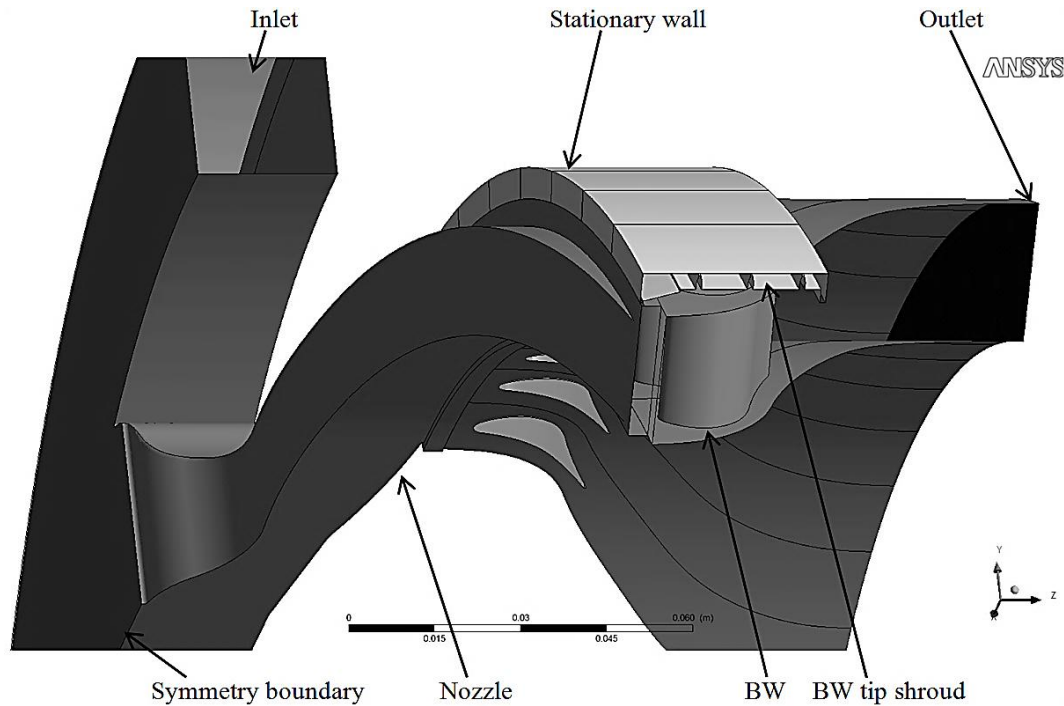 Inlet
Stationary wall
Outlet
ANSYS
0 0.03 0.060 (m)
0.015 0.045
Y
Z
X
Symmetry boundary
Nozzle
BW
BW tip shroud